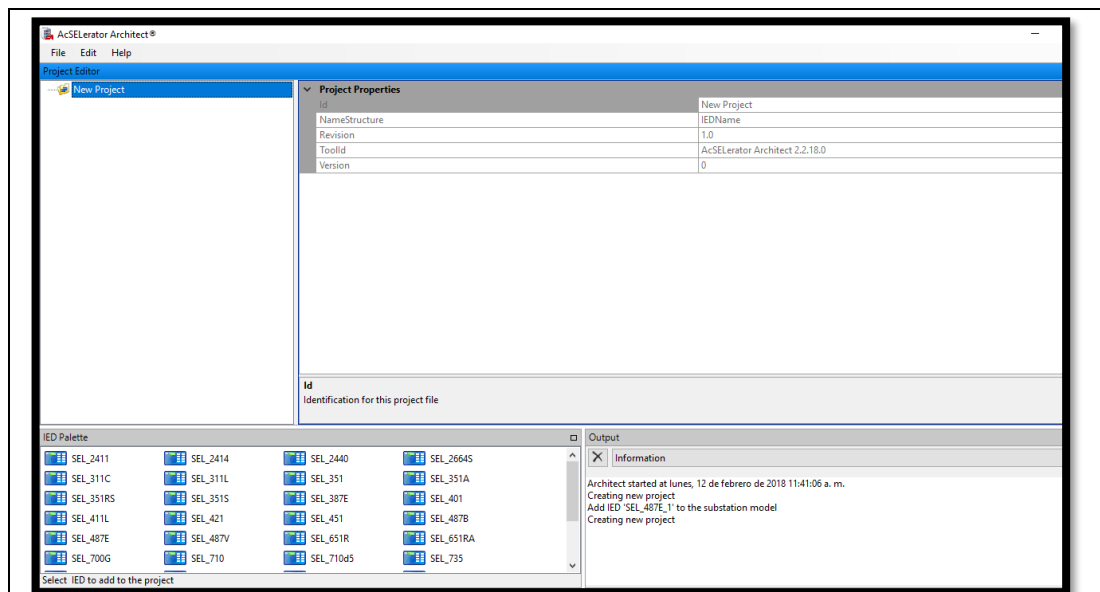 AcSELerator Architect®
File Edit Help
Project Editor
New Project
Project Properties
Id New Project
NameStructure IEDName
Revision 1.0
ToolId AcSELerator Architect 2.2.18.0
Version 0
Id
Identification for this project file
IED Palette
SEL_2411 SEL_2414 SEL_2440 SEL_2664S
SEL_311C SEL_311L SEL_351 SEL_351A
SEL_351RS SEL_351S SEL_387E SEL_401
SEL_411L SEL_421 SEL_451 SEL_487B
SEL_487E SEL_487V SEL_651R SEL_651RA
SEL_700G SEL_710 SEL_710d5 SEL_735
Select IED to add to the project
Output
Information
Architect started at lunes, 12 de febrero de 2018 11:41:06 a. m.
Creating new project
Add IED 'SEL_487E_1' to the substation model
Creating new project